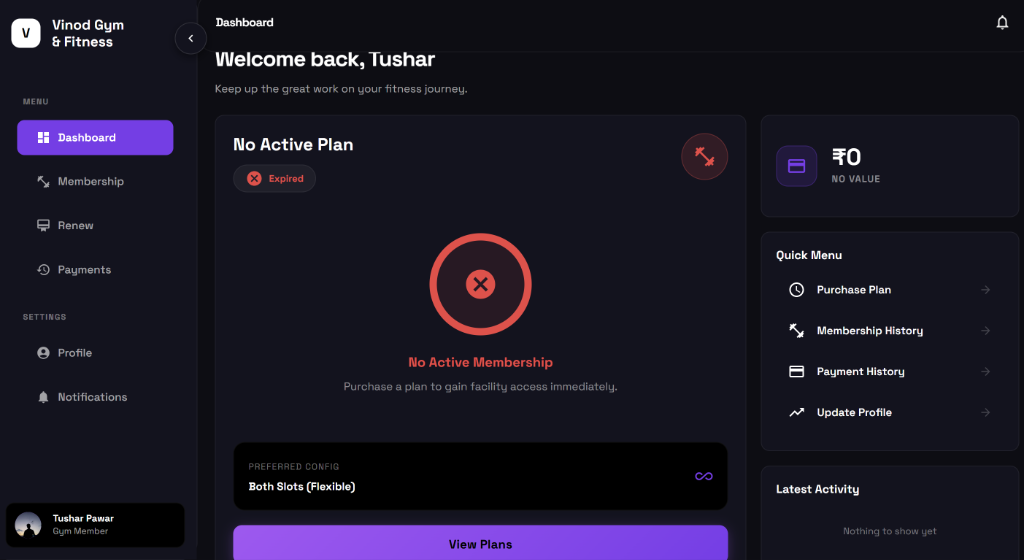 V
Vinod Gym
& Fitness
MENU
Dashboard
Membership
Renew
Payments
SETTINGS
Profile
Notifications
Tushar Pawar
Gym Member
Dashboard
Welcome back, Tushar
Keep up the great work on your fitness journey.
No Active Plan
Expired
No Active Membership
Purchase a plan to gain facility access immediately.
PREFERRED CONFIG
Both Slots (Flexible)
View Plans
₹0
NO VALUE
Quick Menu
Purchase Plan
Membership History
Payment History
Update Profile
Latest Activity
Nothing to show yet